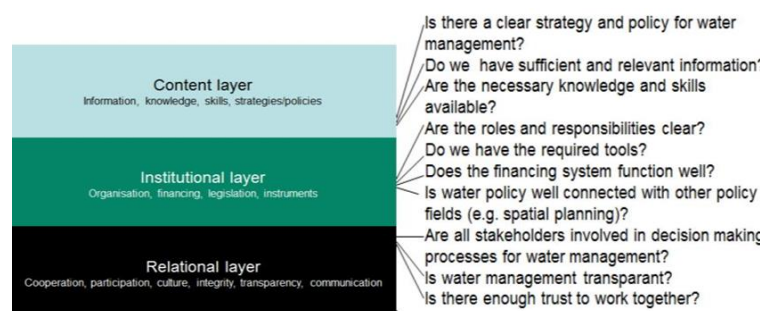 Content layer
Information, knowledge, skills, strategies/policies
Institutional layer
Organisation, financing, legislation, instruments
Relational layer
Cooperation, participation, culture, integrity, transparency, communication
Is there a clear strategy and policy for water
management?
Do we have sufficient and relevant information?
Are the necessary knowledge and skills
available?
Are the roles and responsibilities clear?
Do we have the required tools?
Does the financing system function well?
Is water policy well connected with other policy
fields (e.g. spatial planning)?
Are all stakeholders involved in decision making
processes for water management?
Is water management transparant?
Is there enough trust to work together?